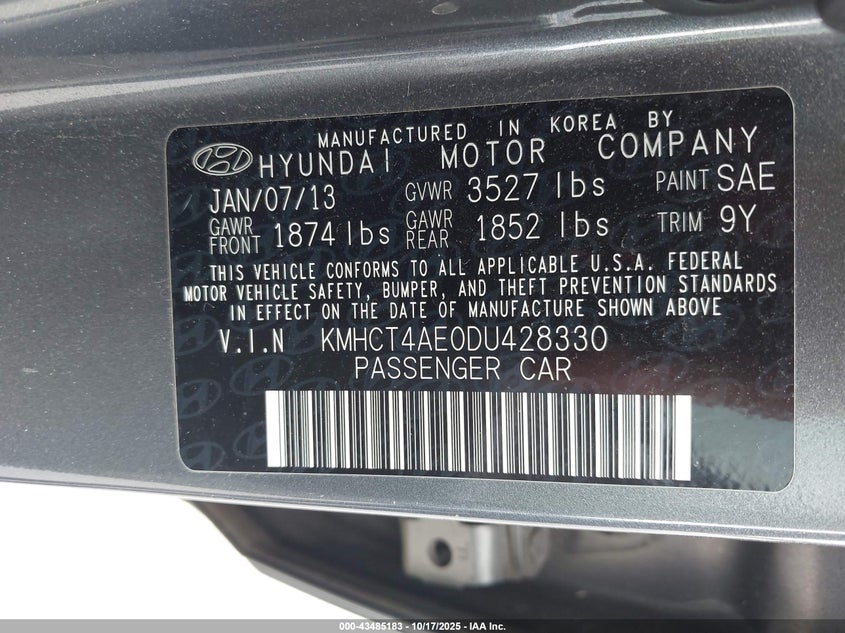 MANUFACTURED IN KOREA BY
HYUNDAI MOTOR COMPANY
JAN/07/13 GVWR 3527 lbs PAINT SAE
GAWR FRONT 1874 lbs GAWR REAR 1852 lbs TRIM 9Y
THIS VEHICLE CONFORMS TO ALL APPLICABLE U.S.A. FEDERAL
MOTOR VEHICLE SAFETY, BUMPER, AND THEFT PREVENTION STANDARDS
IN EFFECT ON THE DATE OF MANUFACTURE SHOWN ABOVE
V.I.N KMHCT4AE0DU428330
PASSENGER CAR
000-43485183 - 10/17/2025 - IAA Inc.